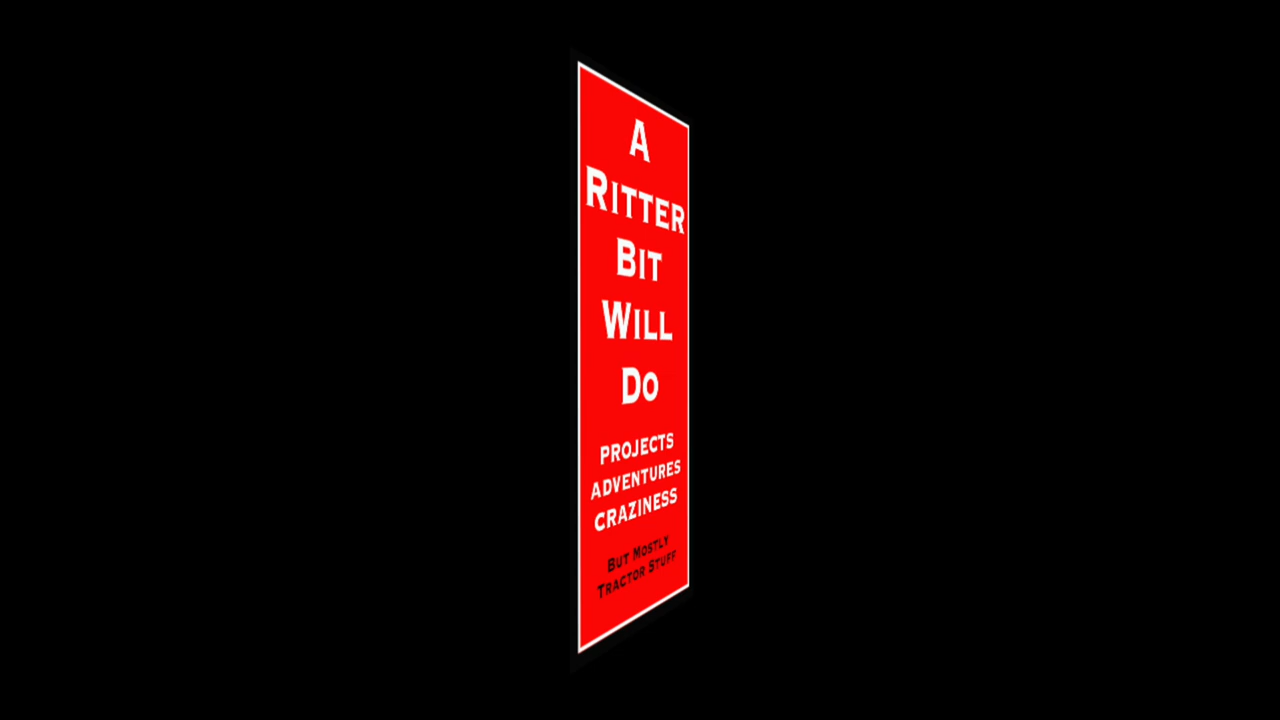 A
RITTER
BIT
WILL
DO
PROJECTS
ADVENTURES
CRAZINESS
BUT MOSTLY
TRACTOR STUFF